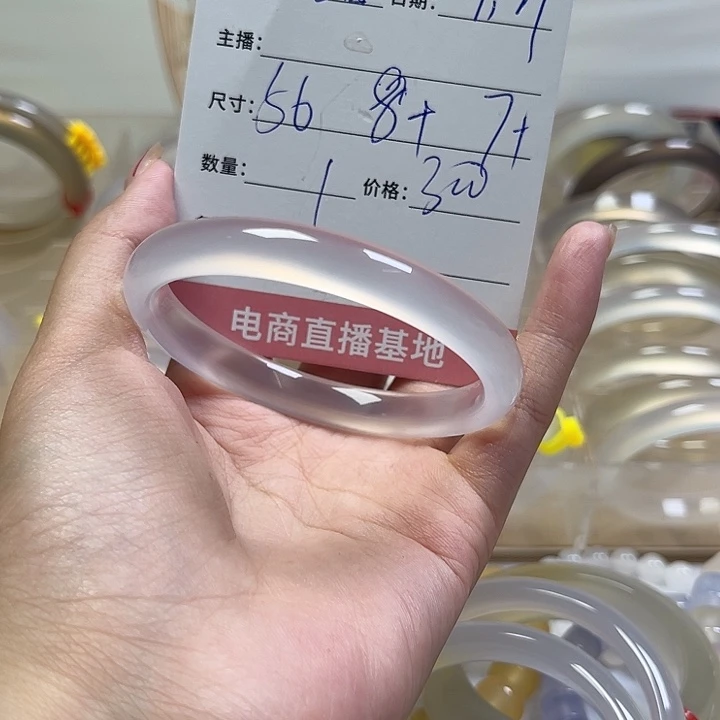 日期: 1.7
主播:
尺寸: 56 8+ 7+
数量: 1 价格: 300
电商直播基地